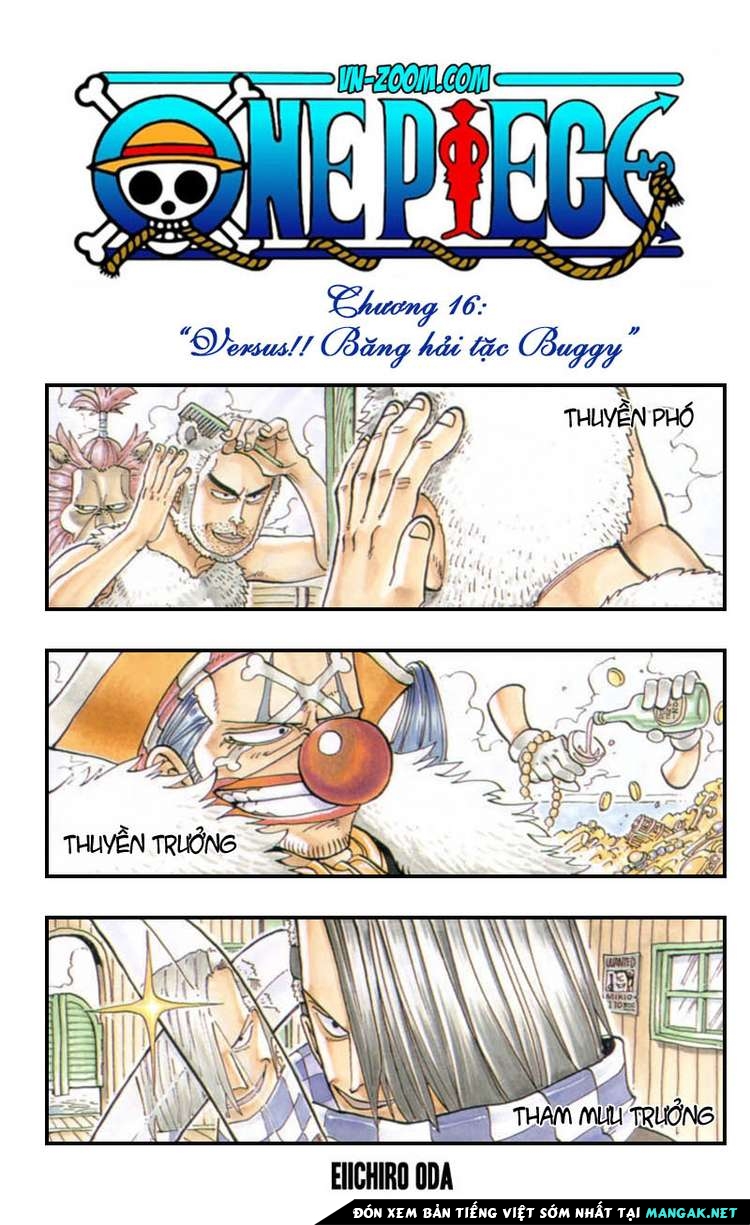 VN-ZOOM.COM
ONE PIECE
Chương 16:
“Versus!! Băng hải tặc Buggy”
THUYỀN PHÓ
THUYỀN TRƯỞNG
WANTED
THAM MƯU TRƯỞNG
EIICHIRO ODA
ĐÓN XEM BẢN TIẾNG VIỆT SỚM NHẤT TẠI MANGAK.NET